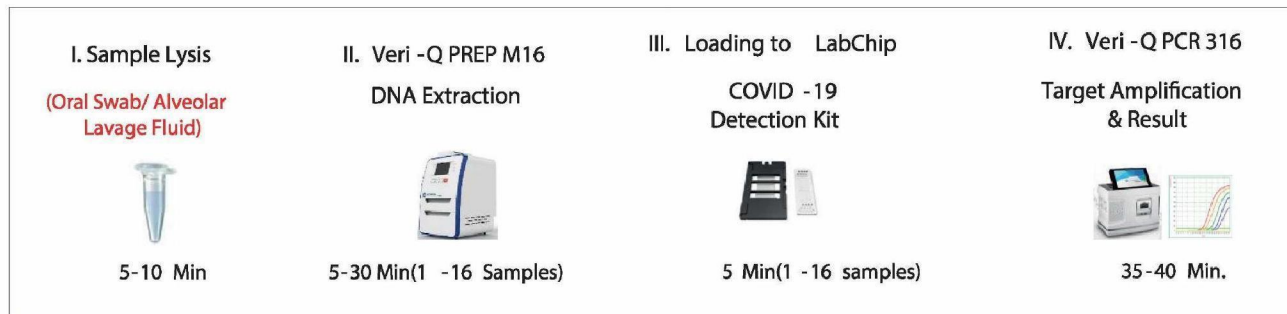 I. Sample Lysis
(Oral Swab/ Alveolar
Lavage Fluid)
5-10 Min
II. Veri -Q PREP M16
DNA Extraction
5-30 Min(1 -16 Samples)
III. Loading to LabChip
COVID -19
Detection Kit
5 Min(1 -16 samples)
IV. Veri -Q PCR 316
Target Amplification
& Result
35-40 Min.